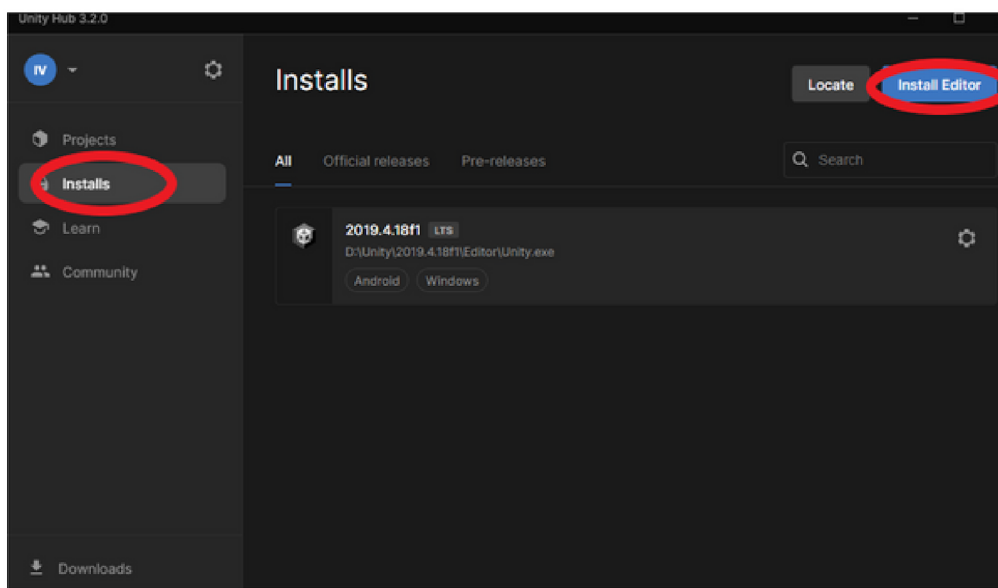 Unity Hub 3.2.0
IV
Projects
Installs
Learn
Community
Downloads
Installs
Locate
Install Editor
All Official releases Pre-releases
Search
2019.4.18f1 LTS
D:\Unity\2019.4.18f1\Editor\Unity.exe
Android Windows